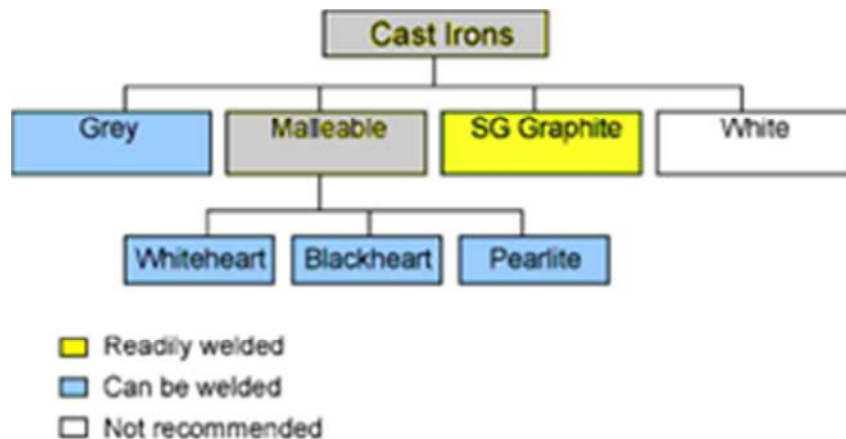 Cast Irons
Grey
Malleable
SG Graphite
White
Whiteheart
Blackheart
Pearlite
Readily welded
Can be welded
Not recommended